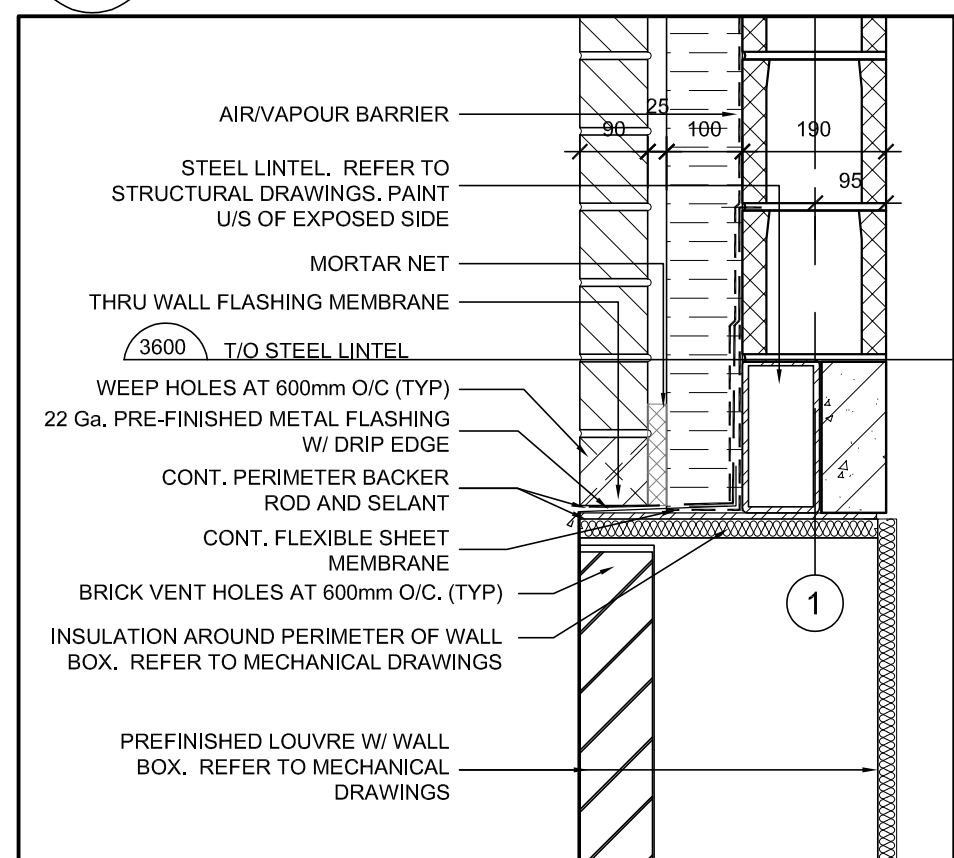 AIR/VAPOUR BARRIER
STEEL LINTEL. REFER TO
STRUCTURAL DRAWINGS. PAINT
U/S OF EXPOSED SIDE
MORTAR NET
THRU WALL FLASHING MEMBRANE
3600 T/O STEEL LINTEL
WEEP HOLES AT 600mm O/C (TYP)
22 Ga. PRE-FINISHED METAL FLASHING
W/ DRIP EDGE
CONT. PERIMETER BACKER
ROD AND SELANT
CONT. FLEXIBLE SHEET
MEMBRANE
BRICK VENT HOLES AT 600mm O/C. (TYP)
INSULATION AROUND PERIMETER OF WALL
BOX. REFER TO MECHANICAL DRAWINGS
PREFINISHED LOUVRE W/ WALL
BOX. REFER TO MECHANICAL
DRAWINGS
25
90 100 190
95
1